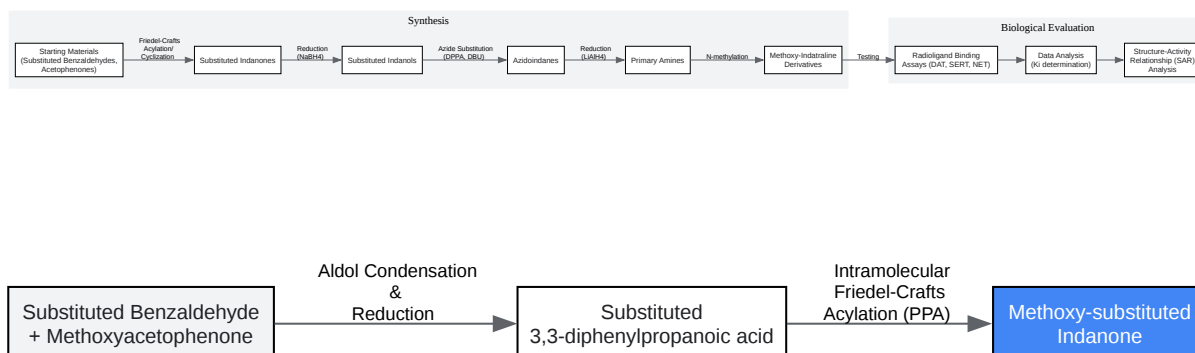 Synthesis
Biological Evaluation
Starting Materials
(Substituted Benzaldehydes,
Acetophenones)
Friedel-Crafts
Acylation/
Cyclization
Substituted Indanones
Reduction
(NaBH4)
Substituted Indanols
Azide Substitution
(DPPA, DBU)
Azidoindanes
Reduction
(LiAlH4)
Primary Amines
N-methylation
Methoxy-Indatraline
Derivatives
Testing
Radioligand Binding
Assays (DAT, SERT, NET)
Data Analysis
(Ki determination)
Structure-Activity
Relationship (SAR)
Analysis
Substituted Benzaldehyde
+ Methoxyacetophenone
Aldol Condensation
&
Reduction
Substituted
3,3-diphenylpropanoic acid
Intramolecular
Friedel-Crafts
Acylation (PPA)
Methoxy-substituted
Indanone